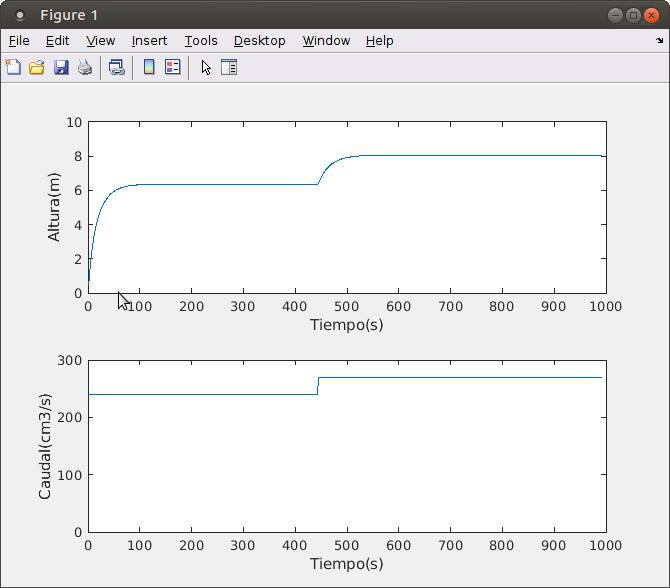 Figure 1
File Edit View Insert Tools Desktop Window Help
10
8
6
4
2
0
Altura(m)
0 100 200 300 400 500 600 700 800 900 1000
Tiempo(s)
300
200
100
0
Caudal(cm3/s)
0 100 200 300 400 500 600 700 800 900 1000
Tiempo(s)